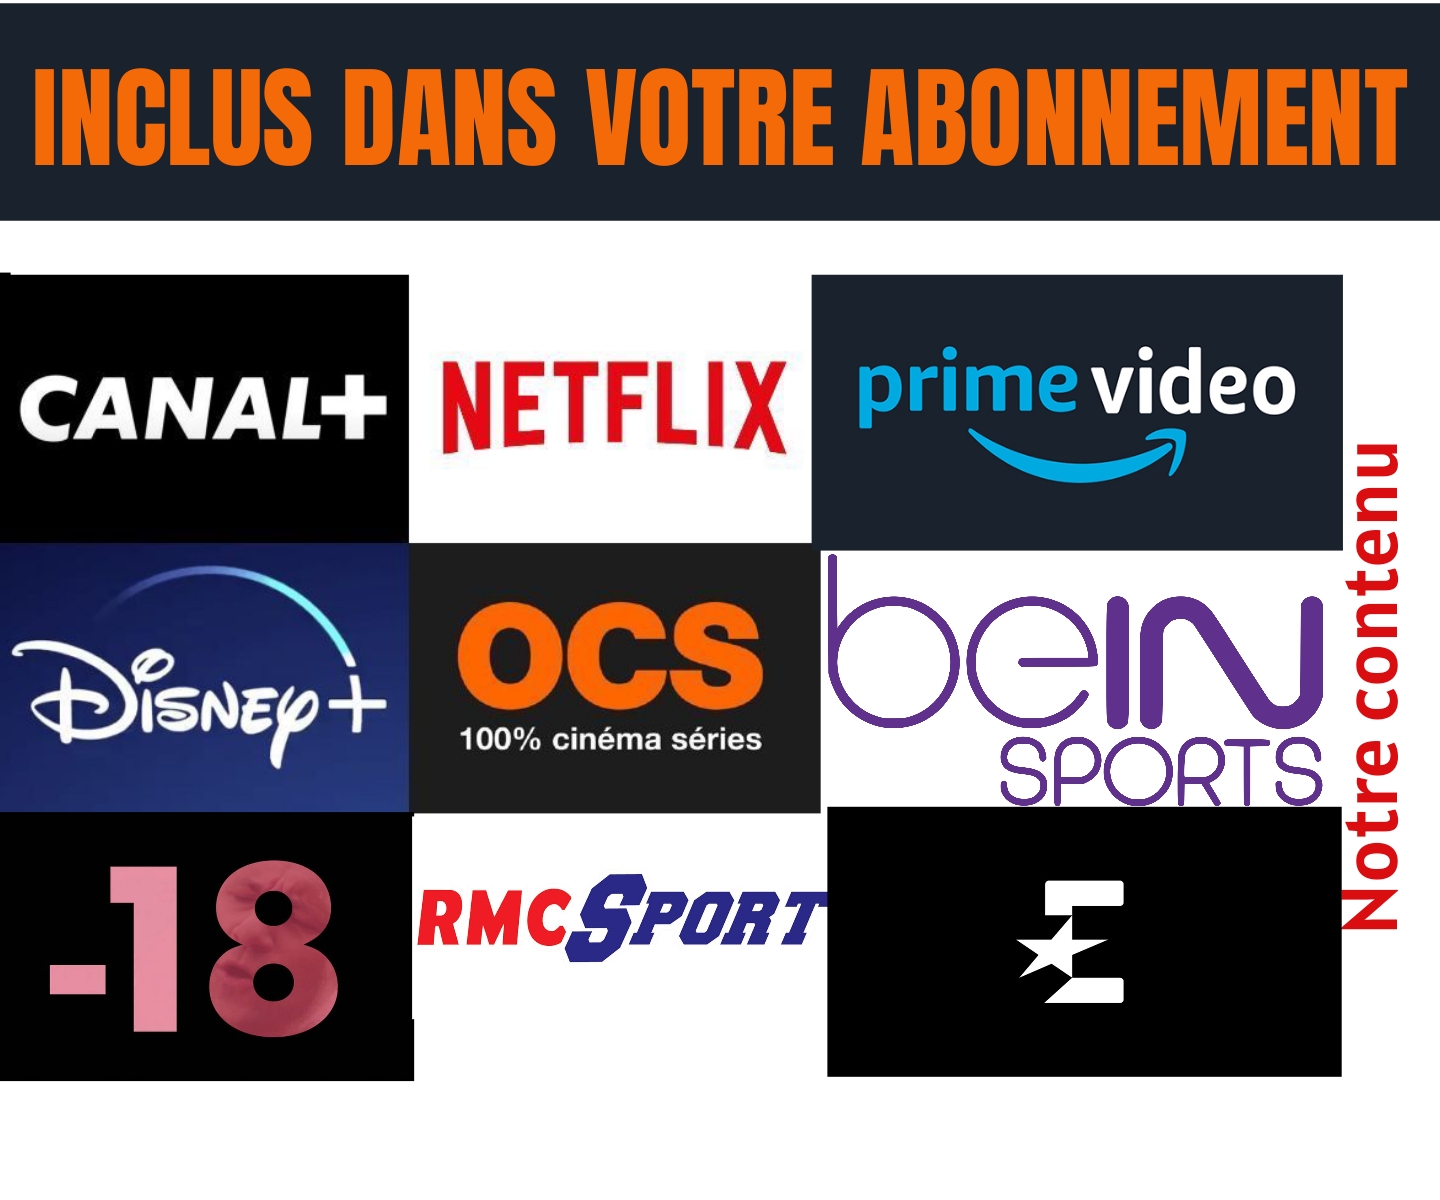 INCLUS DANS VOTRE ABONNEMENT
CANAL+
NETFLIX
prime video
DISNEY+
OCS
100% cinéma séries
beIN
SPORTS
-18
RMC SPORT
E
Notre contenu